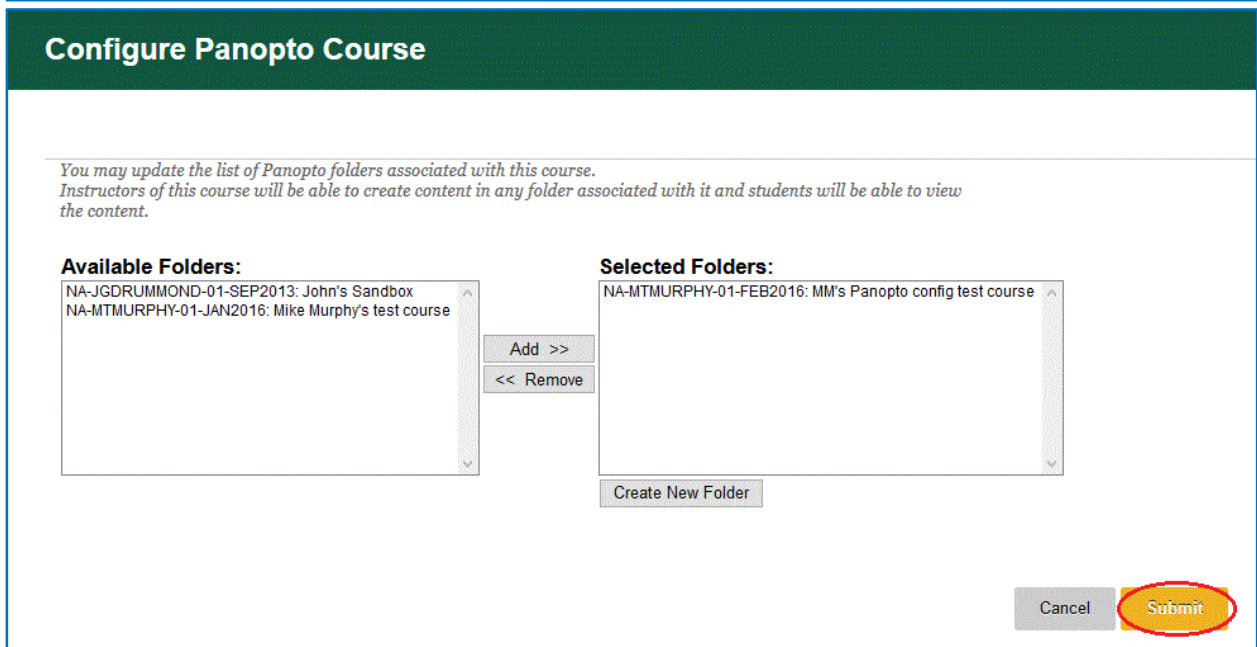 Configure Panopto Course
You may update the list of Panopto folders associated with this course.
Instructors of this course will be able to create content in any folder associated with it and students will be able to view
the content.
Available Folders:
NA-JGDRUMMOND-01-SEP2013: John's Sandbox
NA-MTMURPHY-01-JAN2016: Mike Murphy's test course
Add >>
<< Remove
Selected Folders:
NA-MTMURPHY-01-FEB2016: MM's Panopto config test course
Create New Folder
Cancel
Submit